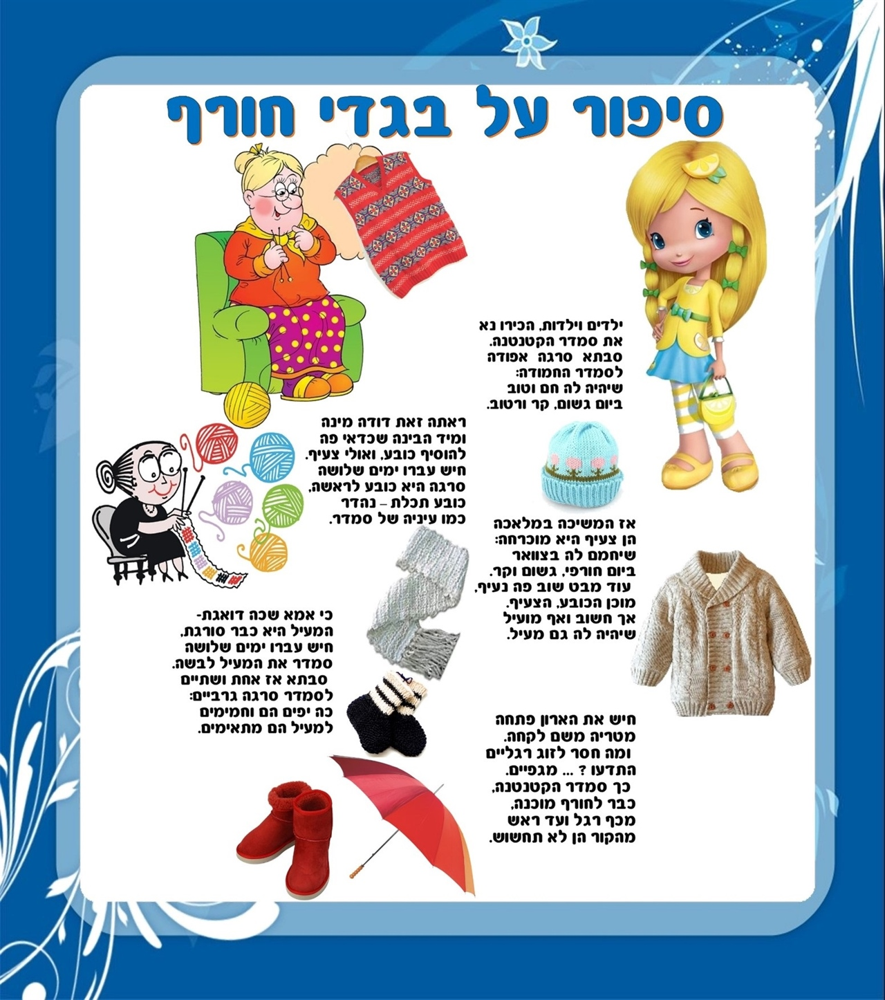 סיפור על בגדי חורף
ילדים וילדות, הכירו נא
את סמדר הקטנטנה.
סבתא סרגה אפודה
לסמדר החמודה:
שיהיה לה חם וטוב
ביום גשום, קר ורטוב.
ראתה זאת דודה מינה
ומיד הבינה שכדאי פה
להוסיף כובע, ואולי צעיף.
חיש עברו ימים שלושה
סרגה היא כובע לראשה,
כובע תכלת – נהדר
כמו עיניה של סמדר.
אז המשיכה במלאכה
הן צעיף היא מוכרחה:
שיחמם לה בצוואר
ביום חורפי, גשום וקר.
עוד מבט שוב פה נעיף,
מוכן הכובע, הצעיף.
אך חשוב ואף מועיל
שיהיה לה גם מעיל.
כי אמא שכה דואגת-
המעיל היא כבר סורגת,
חיש עברו ימים שלושה
סמדר את המעיל לבשה.
סבתא אז אחת ושתיים
לסמדר סרגה גרביים:
כה יפים הם וחמימים
למעיל הם מתאימים.
חיש את הארון פתחה
מטריה משם לקחה.
ומה חסר לזוג רגליים
התדעו ? ... מגפיים.
כך סמדר הקטנטנה,
כבר לחורף מוכנה,
מכף רגל ועד ראש
מהקור הן לא תחשוש.